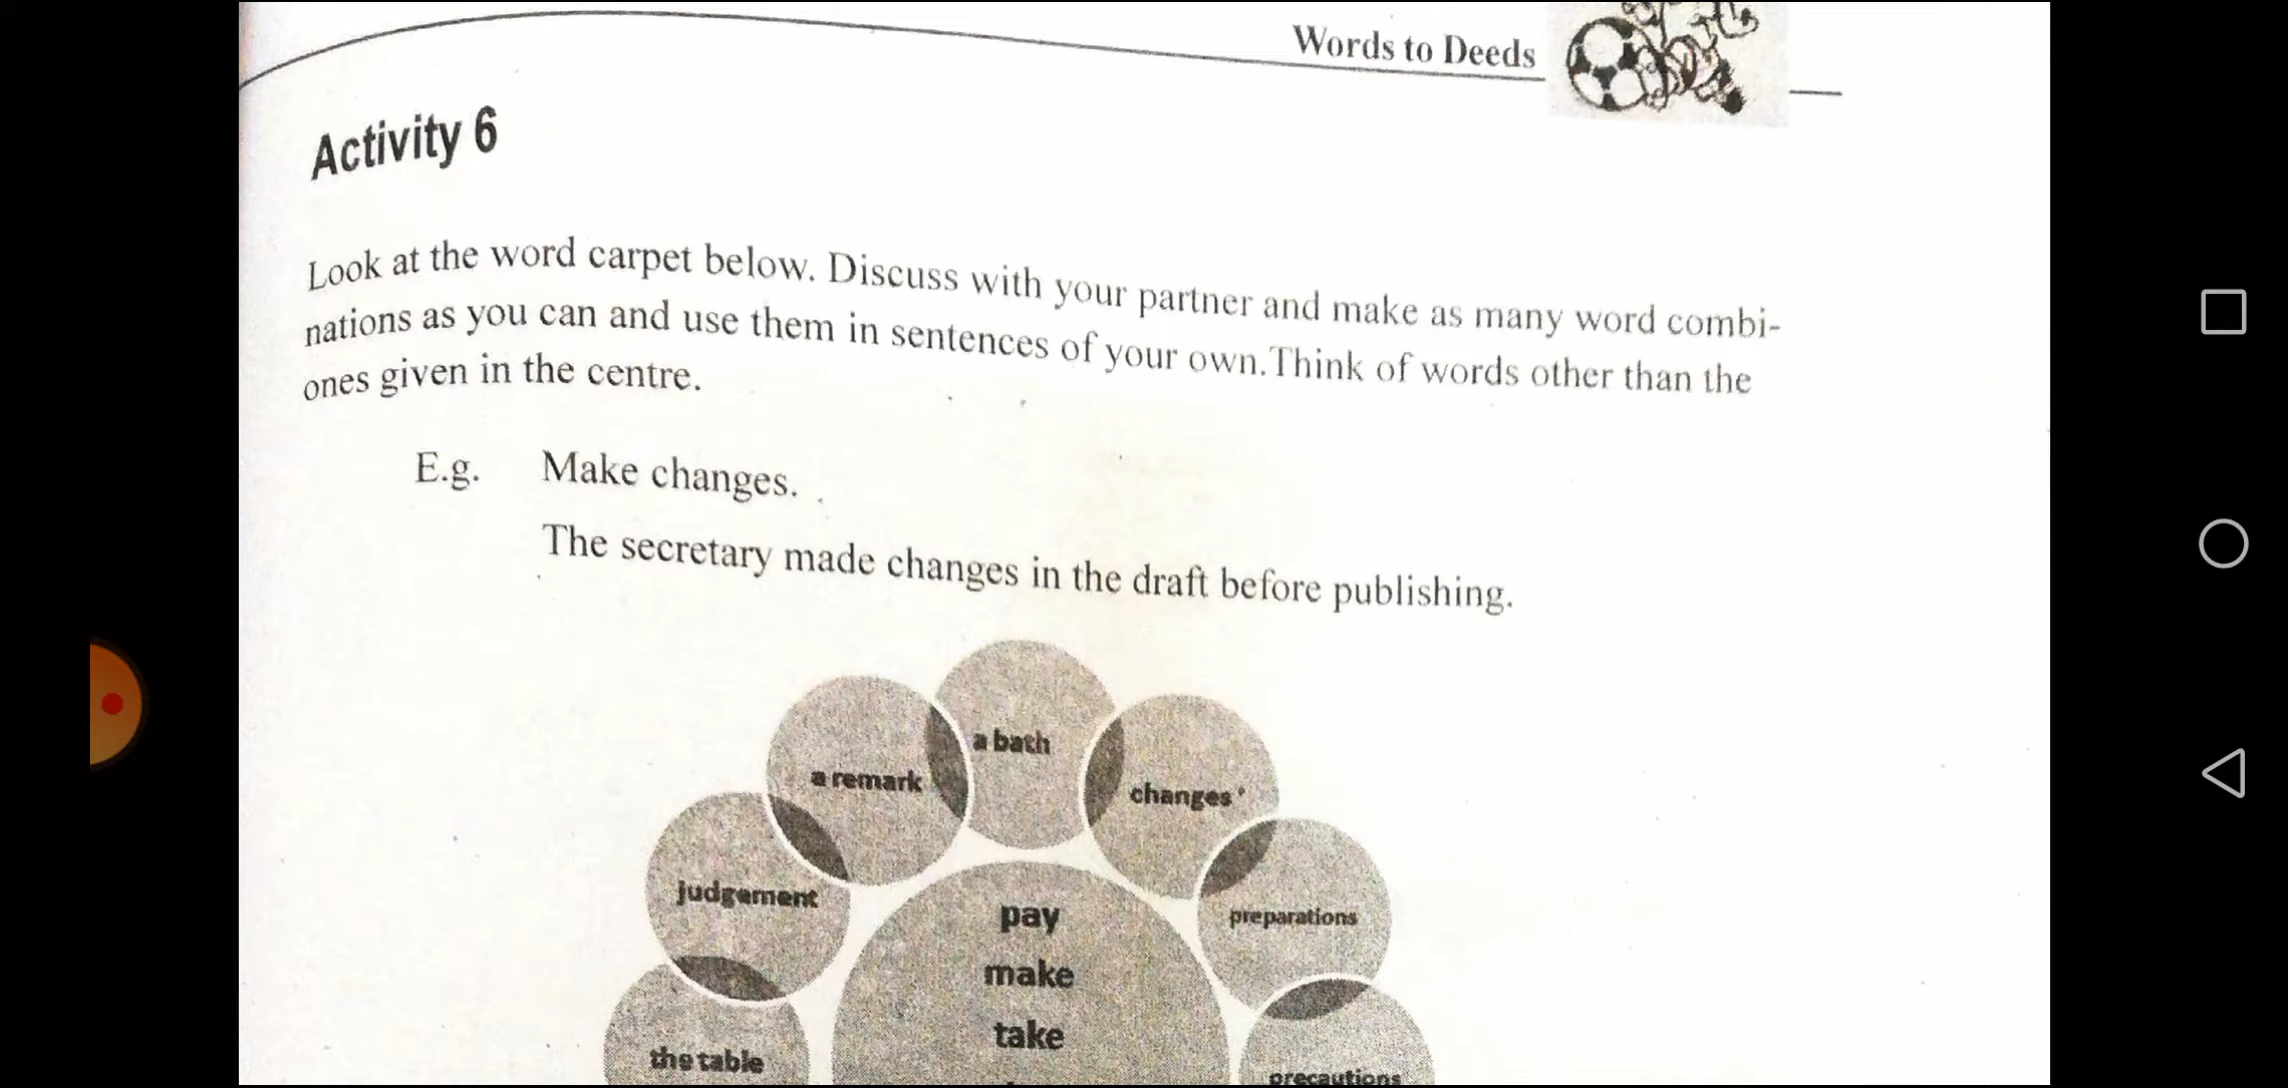 Words to Deeds
Activity 6
Look at the word carpet below. Discuss with your partner and make as many word combi-
nations as you can and use them in sentences of your own.Think of words other than the
ones given in the centre.
E.g. Make changes.
The secretary made changes in the draft before publishing.
a bath
a remark
changes
judgement
pay
preparations
make
take
the table
precautions